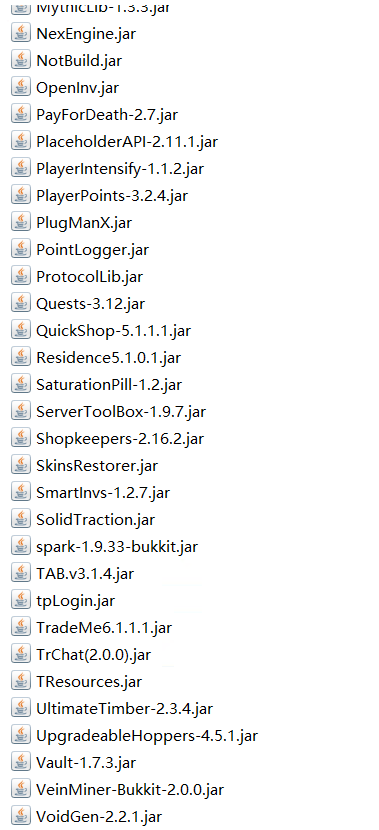 MythicLib-1.3.3.jar
NexEngine.jar
NotBuild.jar
OpenInv.jar
PayForDeath-2.7.jar
PlaceholderAPI-2.11.1.jar
PlayerIntensify-1.1.2.jar
PlayerPoints-3.2.4.jar
PlugManX.jar
PointLogger.jar
ProtocolLib.jar
Quests-3.12.jar
QuickShop-5.1.1.1.jar
Residence5.1.0.1.jar
SaturationPill-1.2.jar
ServerToolBox-1.9.7.jar
Shopkeepers-2.16.2.jar
SkinsRestorer.jar
SmartInvs-1.2.7.jar
SolidTraction.jar
spark-1.9.33-bukkit.jar
TAB.v3.1.4.jar
tpLogin.jar
TradeMe6.1.1.1.jar
TrChat(2.0.0).jar
TResources.jar
UltimateTimber-2.3.4.jar
UpgradeableHoppers-4.5.1.jar
Vault-1.7.3.jar
VeinMiner-Bukkit-2.0.0.jar
VoidGen-2.2.1.jar